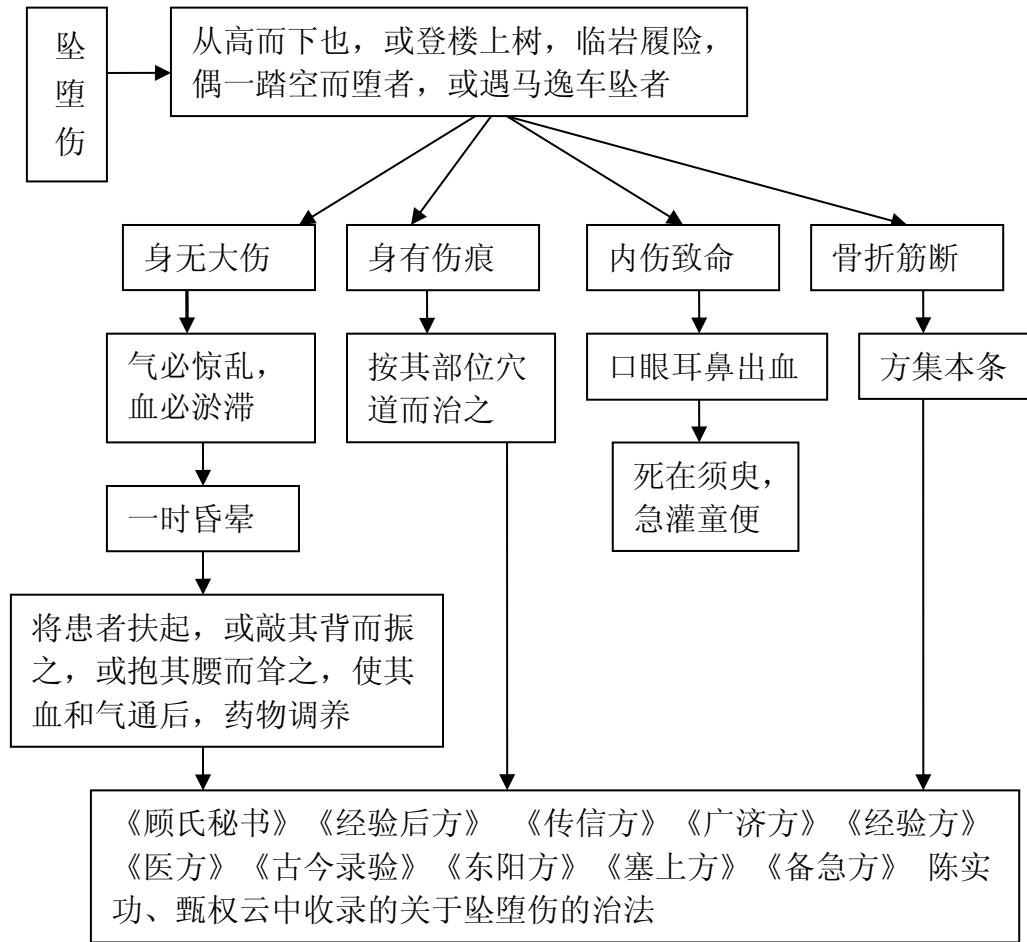 坠
堕
伤
从高而下也，或登楼上树，临岩履险，
偶一踏空而堕者，或遇马逸车坠者
身无大伤
身有伤痕
内伤致命
骨折筋断
气必惊乱，
血必淤滞
按其部位穴
道而治之
口眼耳鼻出血
方集本条
一时昏晕
死在须臾，
急灌童便
将患者扶起，或敲其背而振
之，或抱其腰而耸之，使其
血和气通后，药物调养
《顾氏秘书》《经验后方》 《传信方》《广济方》《经验方》
《医方》《古今录验》《东阳方》《塞上方》《备急方》 陈实
功、甄权云中收录的关于坠堕伤的治法